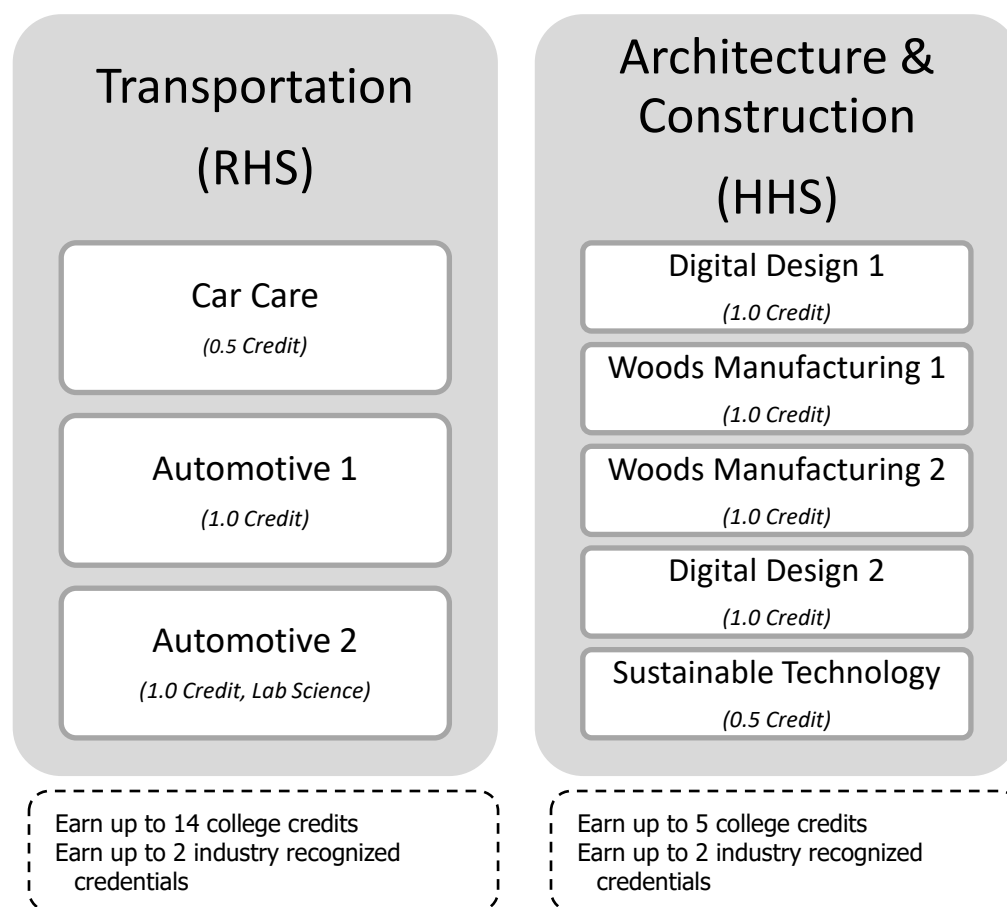 Transportation
(RHS)
Car Care
(0.5 Credit)
Automotive 1
(1.0 Credit)
Automotive 2
(1.0 Credit, Lab Science)
Earn up to 14 college credits
Earn up to 2 industry recognized
credentials
Architecture &
Construction
(HHS)
Digital Design 1
(1.0 Credit)
Woods Manufacturing 1
(1.0 Credit)
Woods Manufacturing 2
(1.0 Credit)
Digital Design 2
(1.0 Credit)
Sustainable Technology
(0.5 Credit)
Earn up to 5 college credits
Earn up to 2 industry recognized
credentials